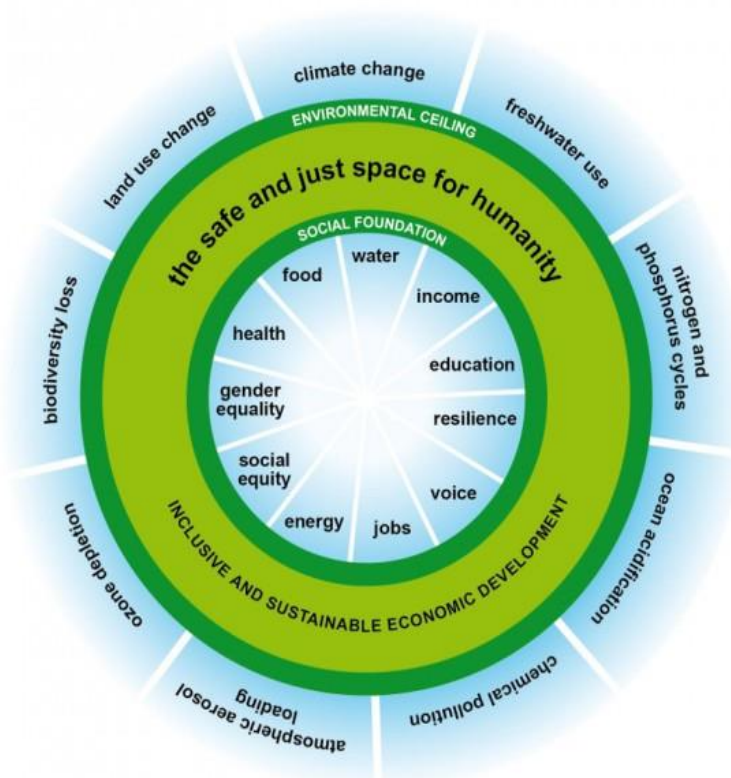 climate change
freshwater use
nitrogen and
phosphorus cycles
ocean acidification
chemical pollution
atmospheric aerosol
loading
ozone depletion
biodiversity loss
land use change
ENVIRONMENTAL CEILING
the safe and just space for humanity
SOCIAL FOUNDATION
water
income
education
resilience
voice
jobs
energy
social
equity
gender
equality
health
food
INCLUSIVE AND SUSTAINABLE ECONOMIC DEVELOPMENT